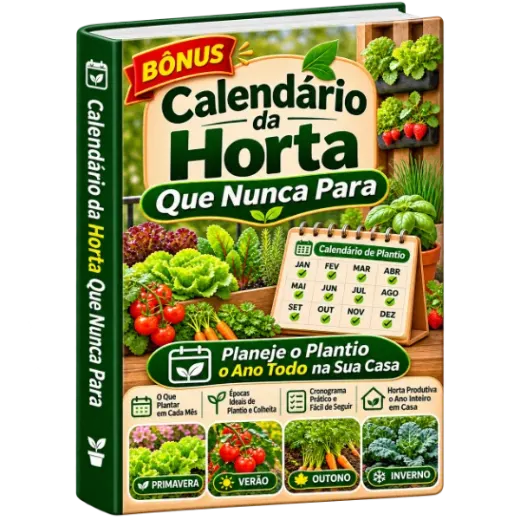 Calendário da Horta Que Nunca Para
BÔNUS
Calendário
da
Horta
Que Nunca Para
Calendário de Plantio
JAN FEV MAR ABR
MAI JUN JUL AGO
SET OUT NOV DEZ
Planeje o Plantio
o Ano Todo na Sua Casa
O Que
Plantar
em Cada Mês
Épocas
Ideais de
Plantio e Colheita
Cronograma
Prático e
Fácil de Seguir
Horta Produtiva
o Ano Inteiro
em Casa
PRIMAVERA
VERÃO
OUTONO
INVERNO